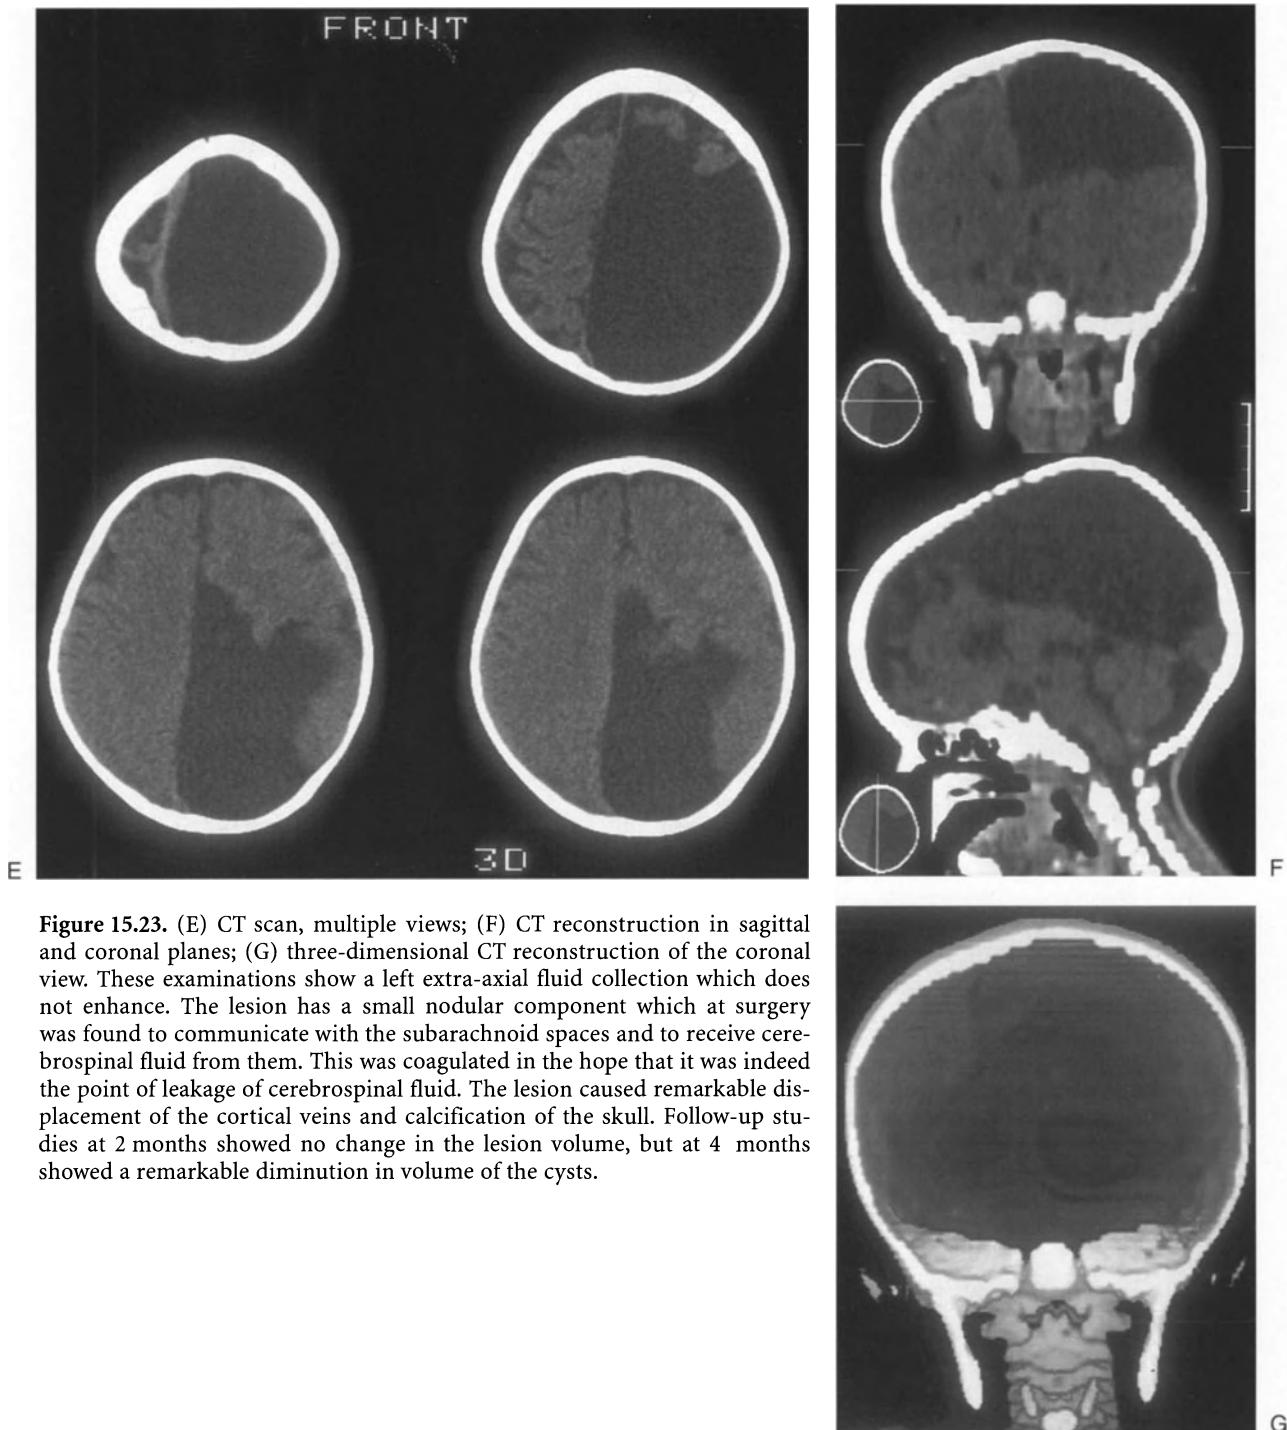 FRONT
3D
E
F
Figure 15.23. (E) CT scan, multiple views; (F) CT reconstruction in sagittal
and coronal planes; (G) three-dimensional CT reconstruction of the coronal
view. These examinations show a left extra-axial fluid collection which does
not enhance. The lesion has a small nodular component which at surgery
was found to communicate with the subarachnoid spaces and to receive cere-
brospinal fluid from them. This was coagulated in the hope that it was indeed
the point of leakage of cerebrospinal fluid. The lesion caused remarkable dis-
placement of the cortical veins and calcification of the skull. Follow-up stu-
dies at 2 months showed no change in the lesion volume, but at 4 months
showed a remarkable diminution in volume of the cysts.
G